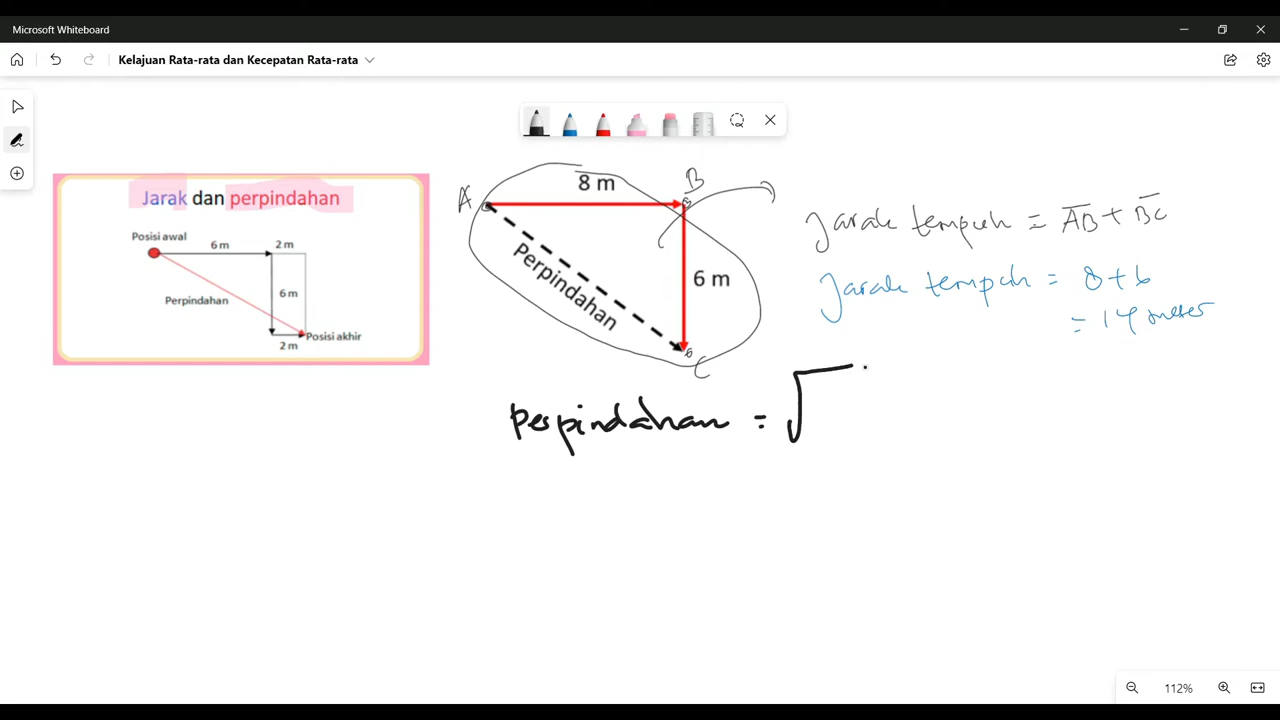 Microsoft Whiteboard
Kelajuan Rata-rata dan Kecepatan Rata-rata
Jarak dan perpindahan
Posisi awal
6 m
2 m
6 m
Perpindahan
Posisi akhir
2 m
A
8 m
B
Perpindahan
6 m
C
Jarak tempuh = AB + BC
Jarak tempuh = 8 + 6
= 14 meter
perpindahan = √
112%